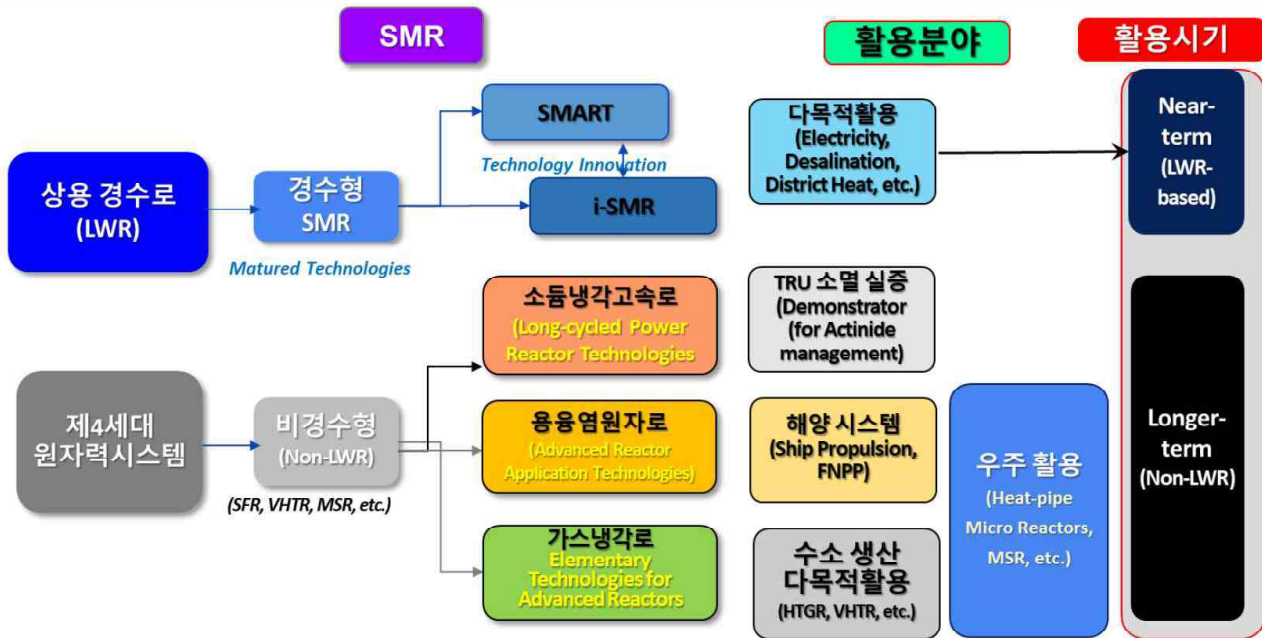 SMR
활용분야
활용시기
상용 경수로
(LWR)
경수형
SMR
Matured Technologies
SMART
Technology Innovation
i-SMR
다목적활용
(Electricity,
Desalination,
District Heat, etc.)
Near-
term
(LWR-
based)
제4세대
원자력시스템
비경수형
(Non-LWR)
(SFR, VHTR, MSR, etc.)
소듐냉각고속로
(Long-cycled Power
Reactor Technologies
TRU 소멸 실증
(Demonstrator
(for Actinide
management)
용융염원자로
(Advanced Reactor
Application Technologies)
해양 시스템
(Ship Propulsion,
FNPP)
가스냉각로
Elementary
Technologies for
Advanced Reactors
수소 생산
다목적활용
(HTGR, VHTR, etc.)
우주 활용
(Heat-pipe
Micro Reactors,
MSR, etc.)
Longer-
term
(Non-LWR)